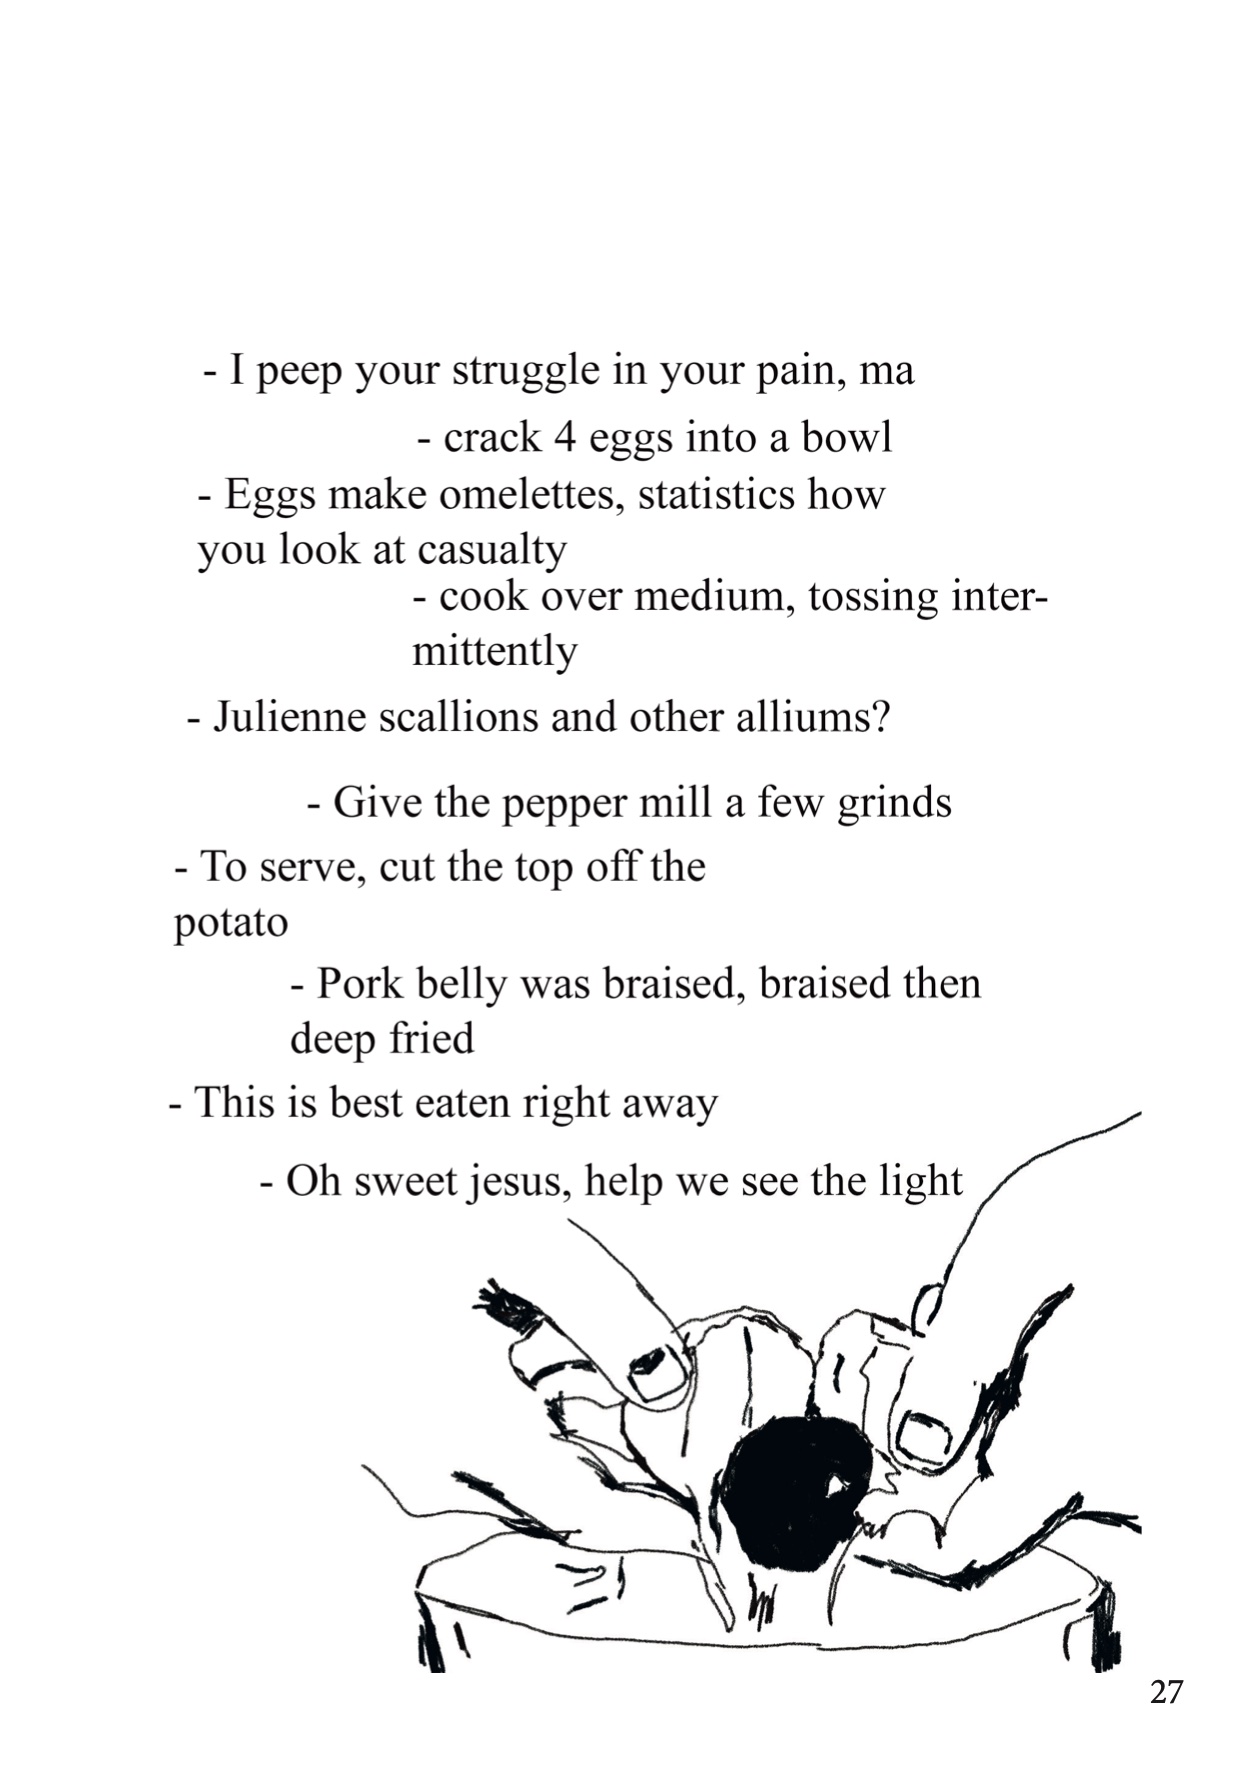 - I peep your struggle in your pain, ma
- crack 4 eggs into a bowl
- Eggs make omelettes, statistics how
you look at casualty
- cook over medium, tossing inter-
mittently
- Julienne scallions and other alliums?
- Give the pepper mill a few grinds
- To serve, cut the top off the
potato
- Pork belly was braised, braised then
deep fried
- This is best eaten right away
- Oh sweet jesus, help we see the light
27